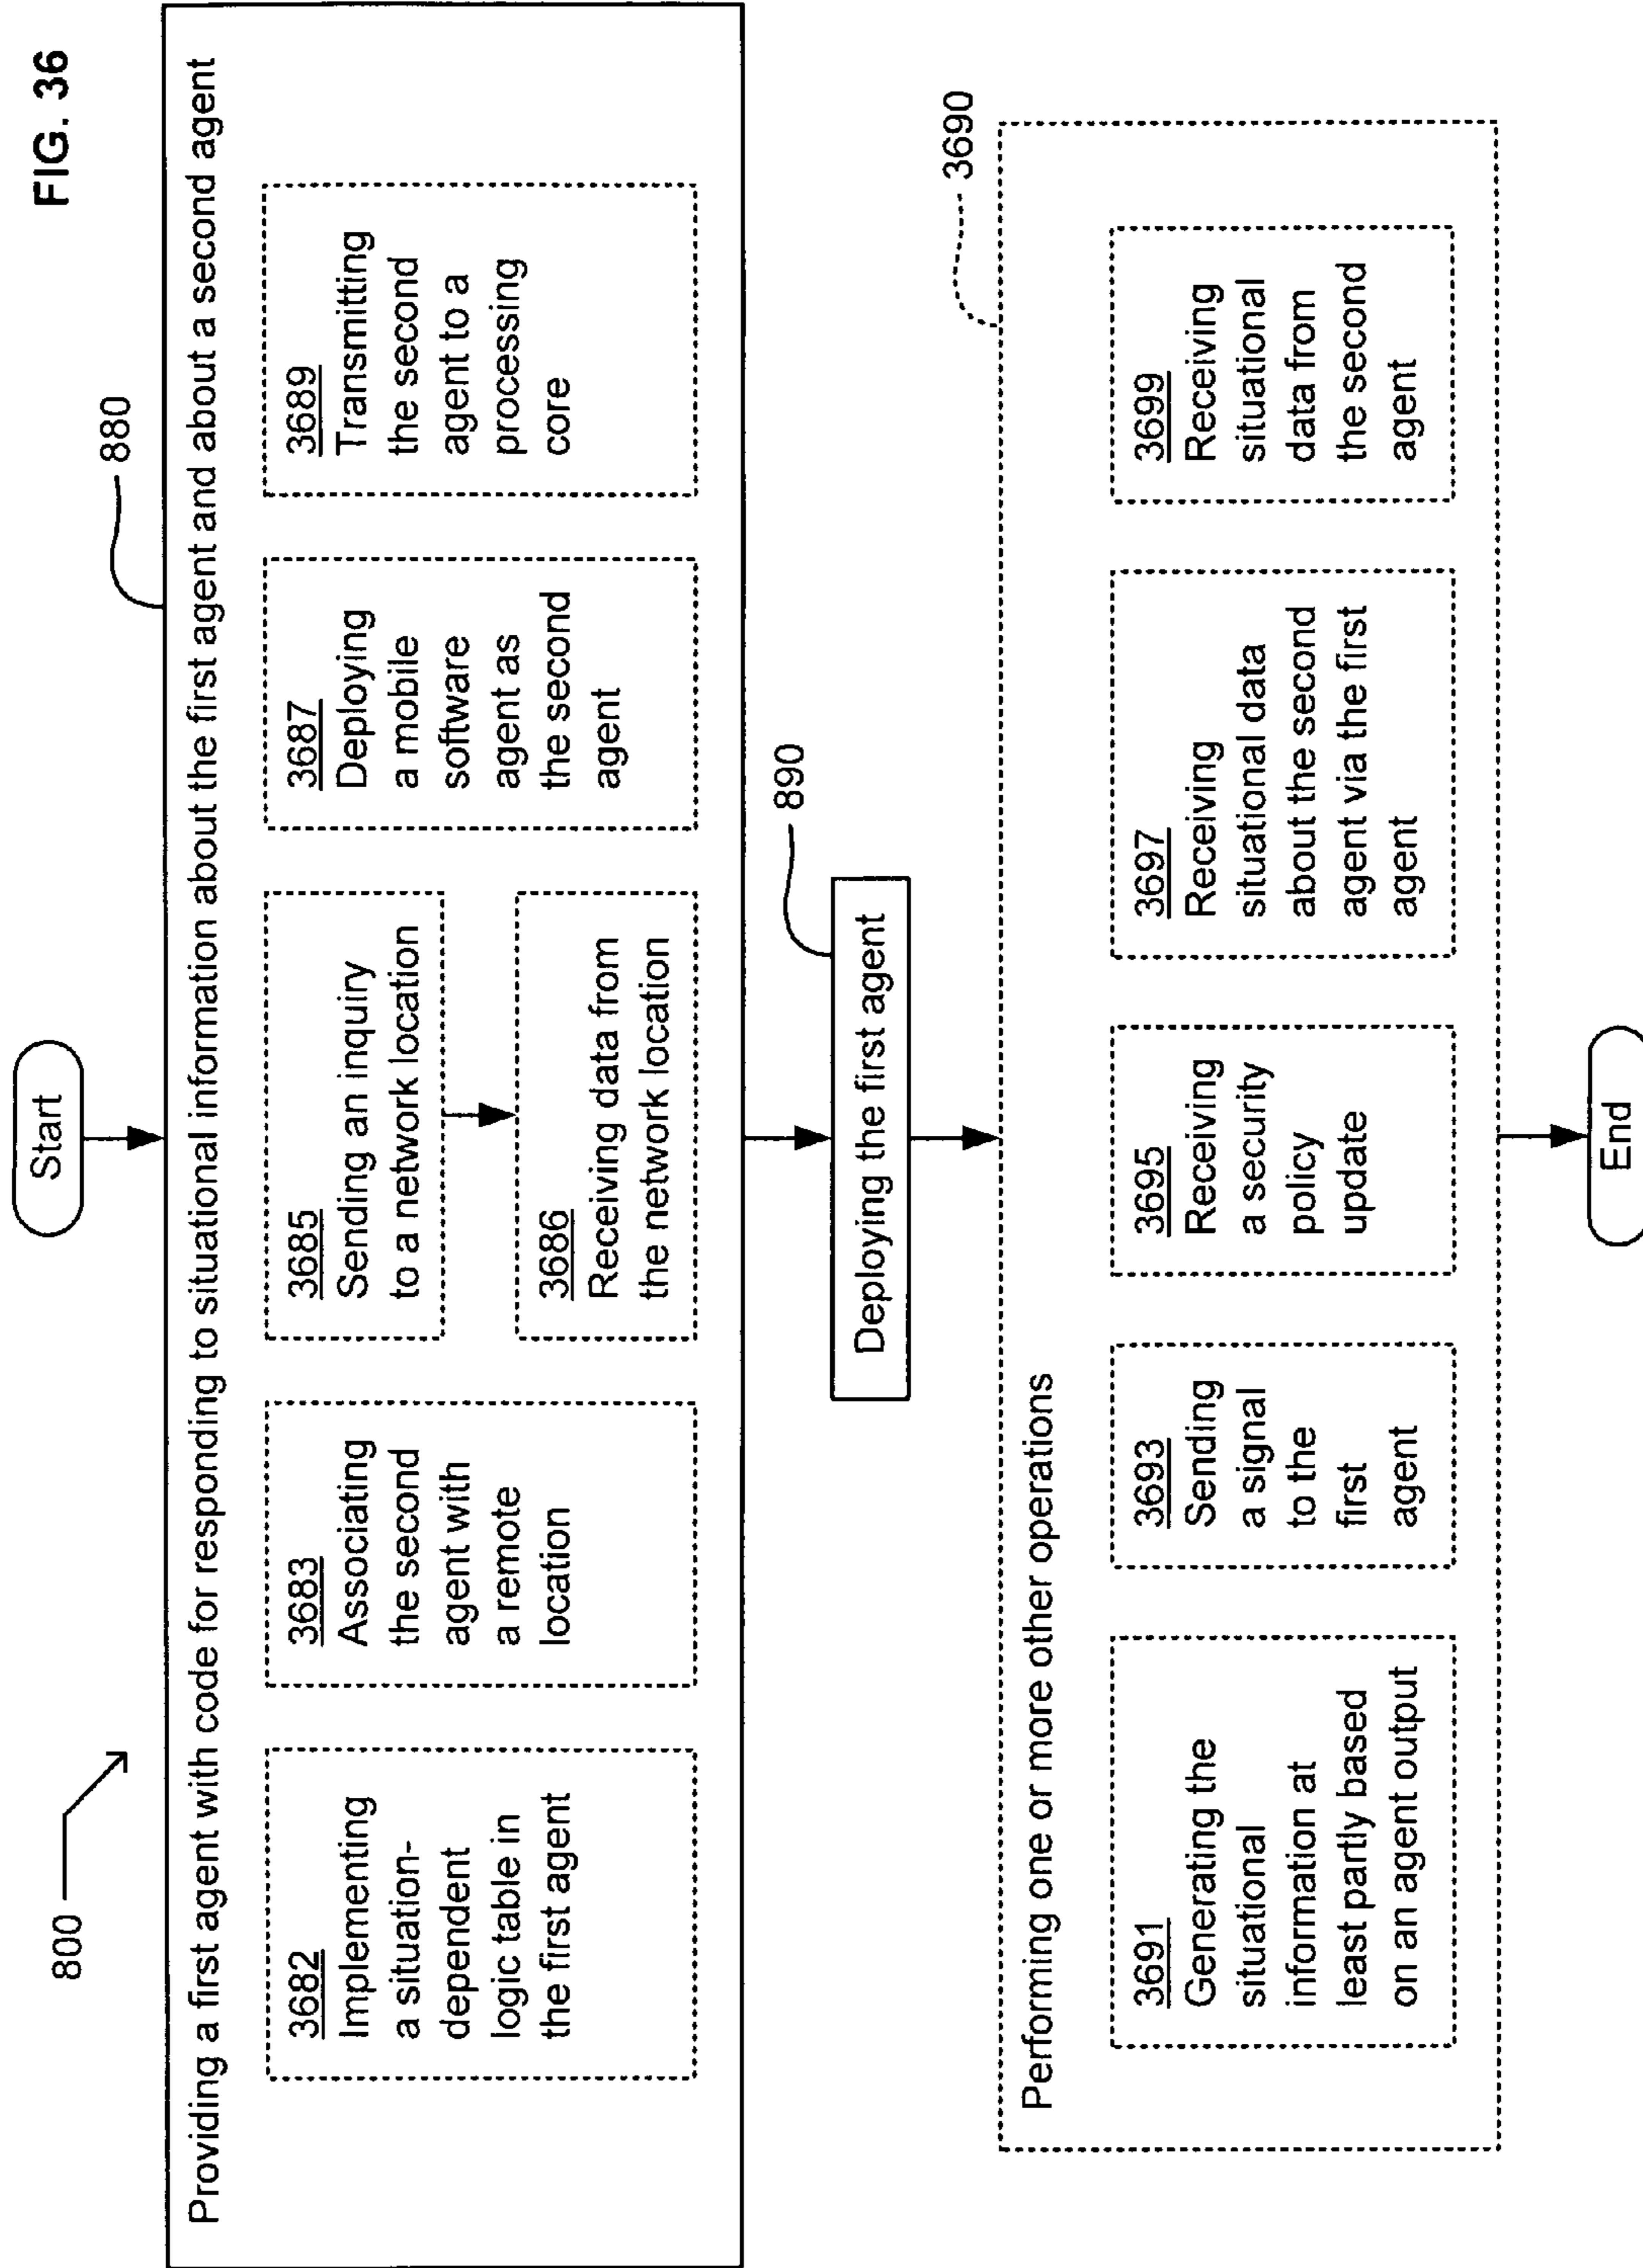 FIG. 36
800
Start
880
Providing a first agent with code for responding to situational information about the first agent and about a second agent
3682
Implementing
a situation-
dependent
logic table in
the first agent
3683
Associating
the second
agent with
a remote
location
3685
Sending an inquiry
to a network location
3686
Receiving data from
the network location
3687
Deploying
a mobile
software
agent as
the second
agent
3689
Transmitting
the second
agent to a
processing
core
890
Deploying the first agent
3690
Performing one or more other operations
3691
Generating the
situational
information at
least partly based
on an agent output
3693
Sending
a signal
to the
first
agent
3695
Receiving
a security
policy
update
3697
Receiving
situational data
about the second
agent via the first
agent
3699
Receiving
situational
data from
the second
agent
End